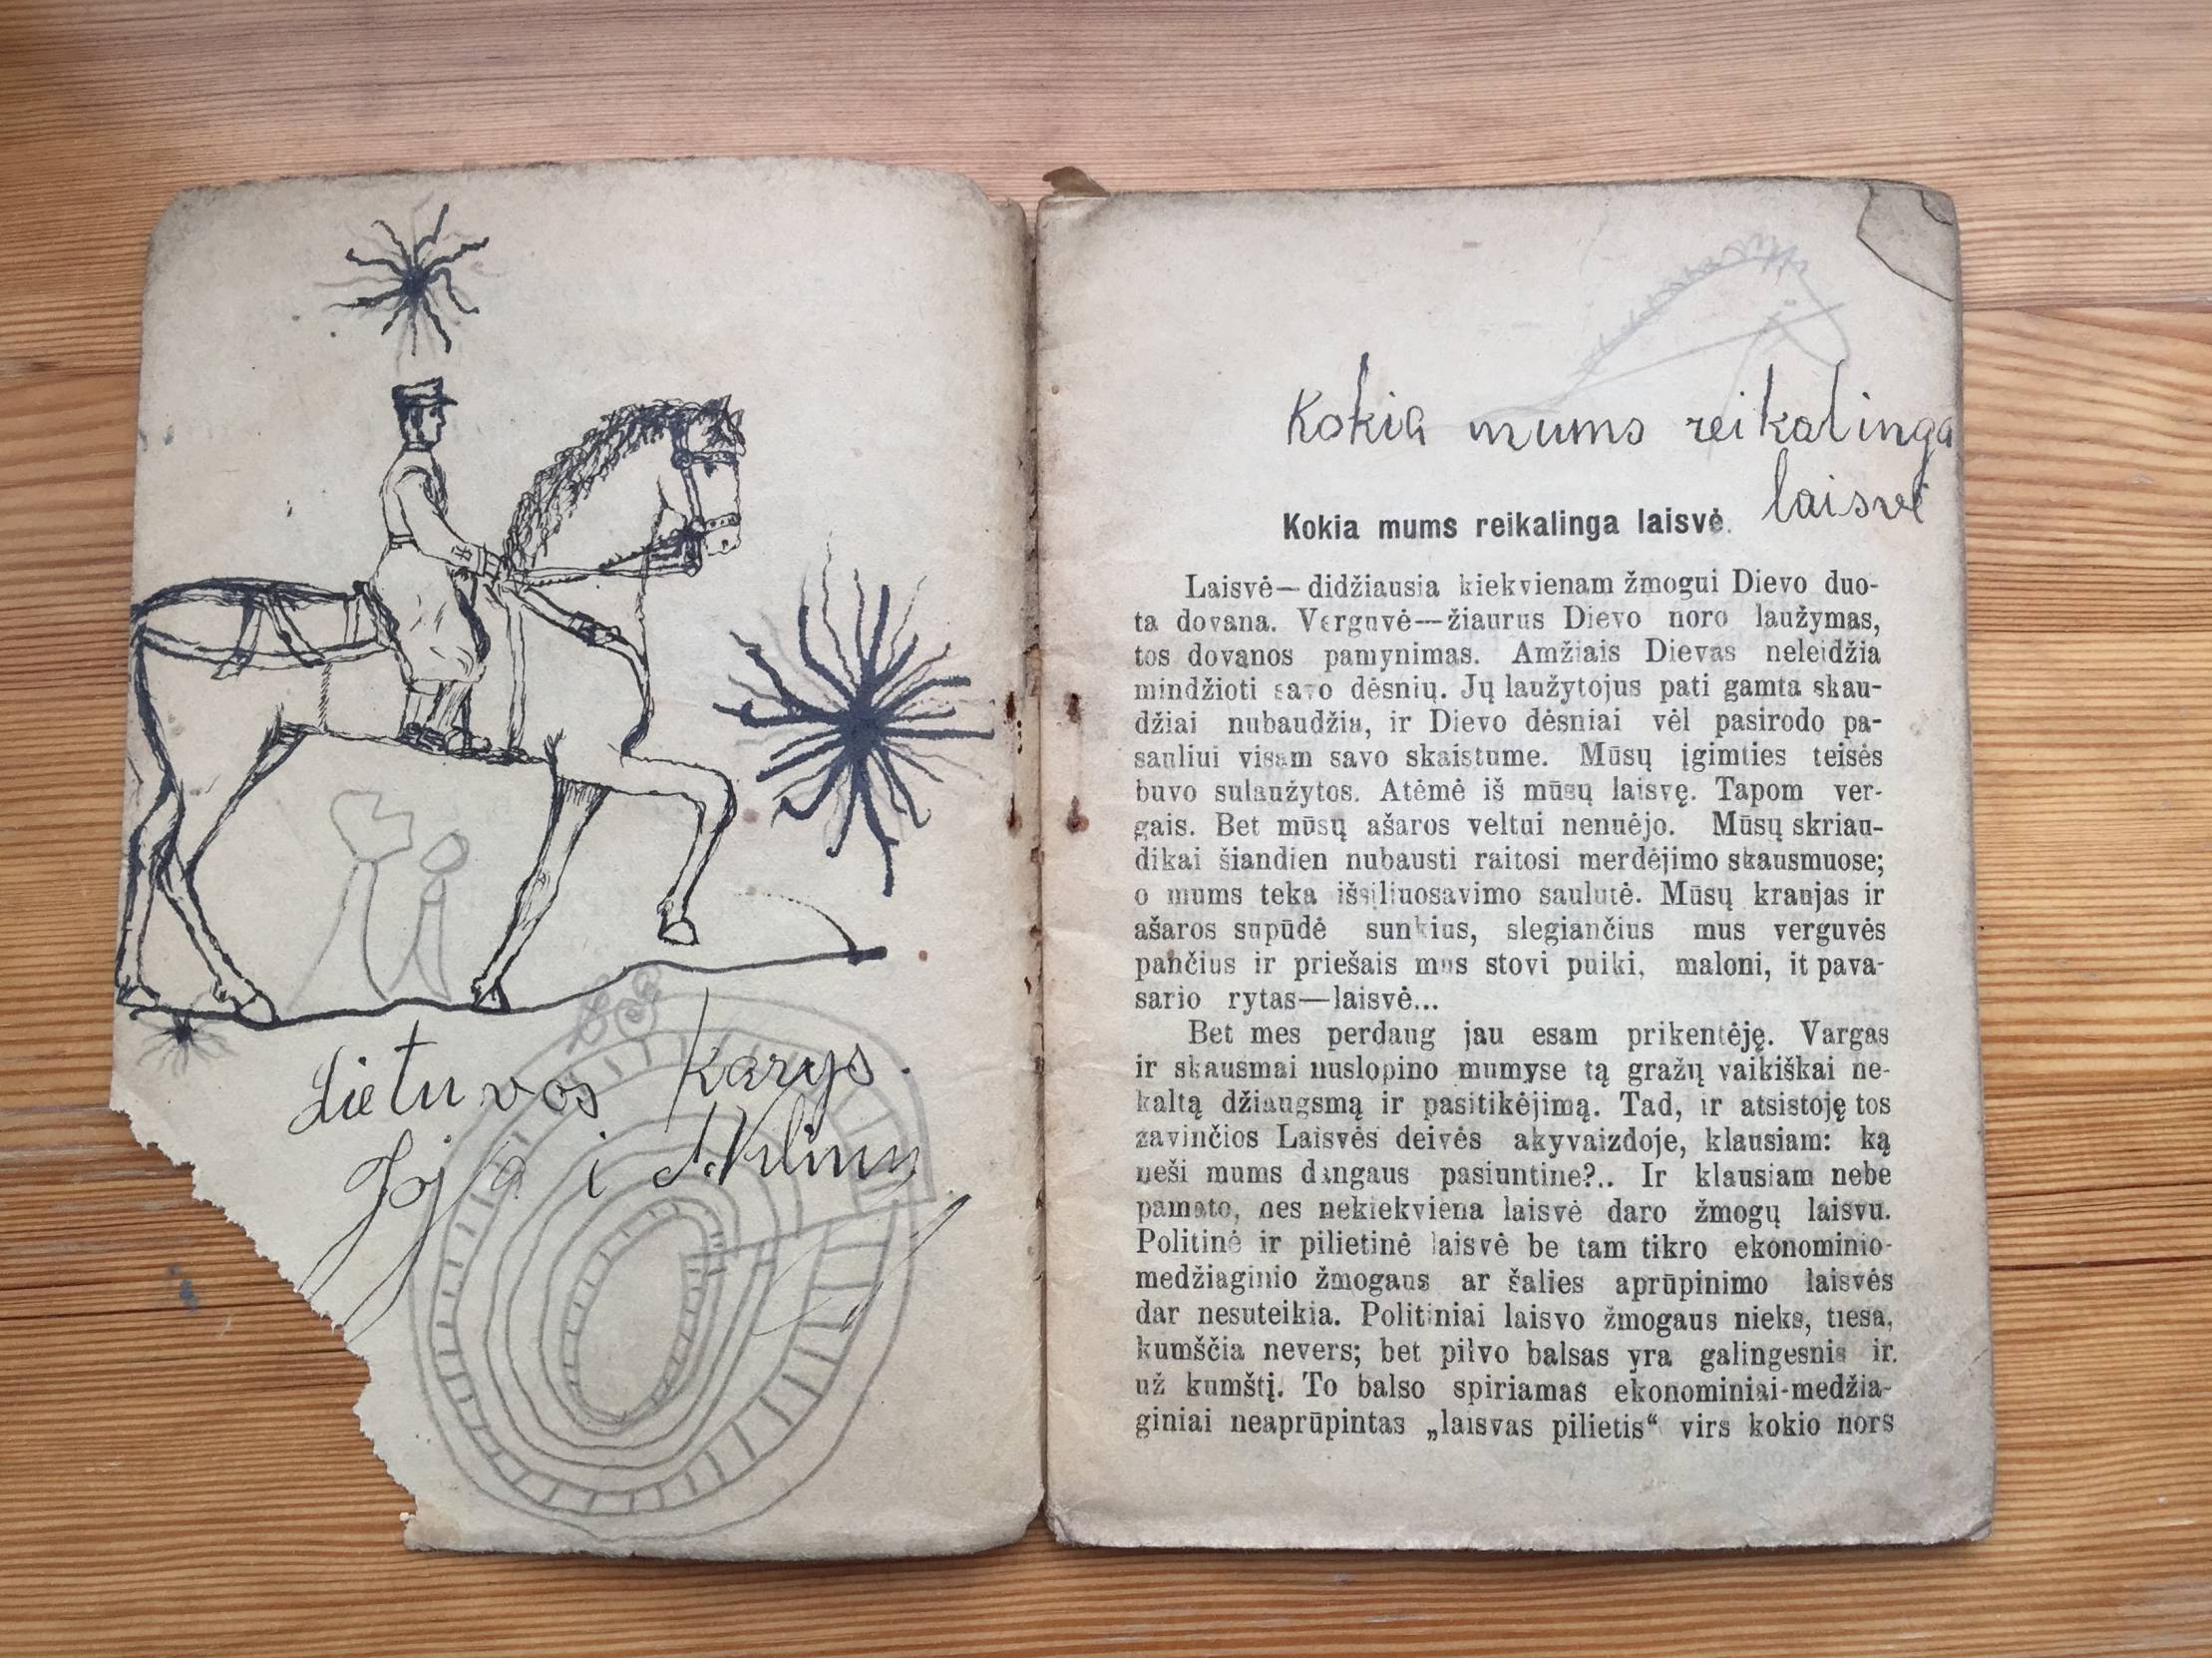 Lietuvos Karys.
Joja i Vilnių
Kokia mums reikalinga
laisvė
Kokia mums reikalinga laisvė.
Laisvė—didžiausia kiekvienam žmogui Dievo duo-
ta dovana. Verguvė—žiaurus Dievo noro laužymas,
tos dovanos pamynimas. Amžiais Dievas neleidžia
mindžioti savo dėsnių. Jų laužytojus pati gamta skau-
džiai nubaudžia, ir Dievo dėsniai vėl pasirodo pa-
sauliui visam savo skaistume. Mūsų įgimties teisės
buvo sulaužytos. Atėmė iš mūsų laisvę. Tapom ver-
gais. Bet mūsų ašaros veltui nenuėjo. Mūsų skriau-
dikai šiandien nubausti raitosi merdėjimo skausmuose;
o mums teka išsiliuosavimo saulutė. Mūsų kraujas ir
ašaros supūdė sunkius, slegiančius mus verguvės
pančius ir priešais mus stovi puiki, maloni, it pava-
sario rytas—laisvė...
Bet mes perdaug jau esam prikentėję. Vargas
ir skausmai nuslopino mumyse tą gražų vaikiškai ne-
kaltą džiaugsmą ir pasitikėjimą. Tad, ir atsistoję tos
žavinčios Laisvės deivės akyvaizdoje, klausiam: ką
neši mums dangaus pasiuntine?.. Ir klausiam nebe
pamato, nes nekiekviena laisvė daro žmogų laisvu.
Politinė ir pilietinė laisvė be tam tikro ekonominio-
medžiaginio žmogaus ar šalies aprūpinimo laisvės
dar nesuteikia. Politiniai laisvo žmogaus nieks, tiesa,
kumščia nevers; bet pilvo balsas yra galingesnis ir
už kumštį. To balso spiriamas ekonominiai-medžia-
giniai neaprūpintas „laisvas pilietis“ virs kokio nors